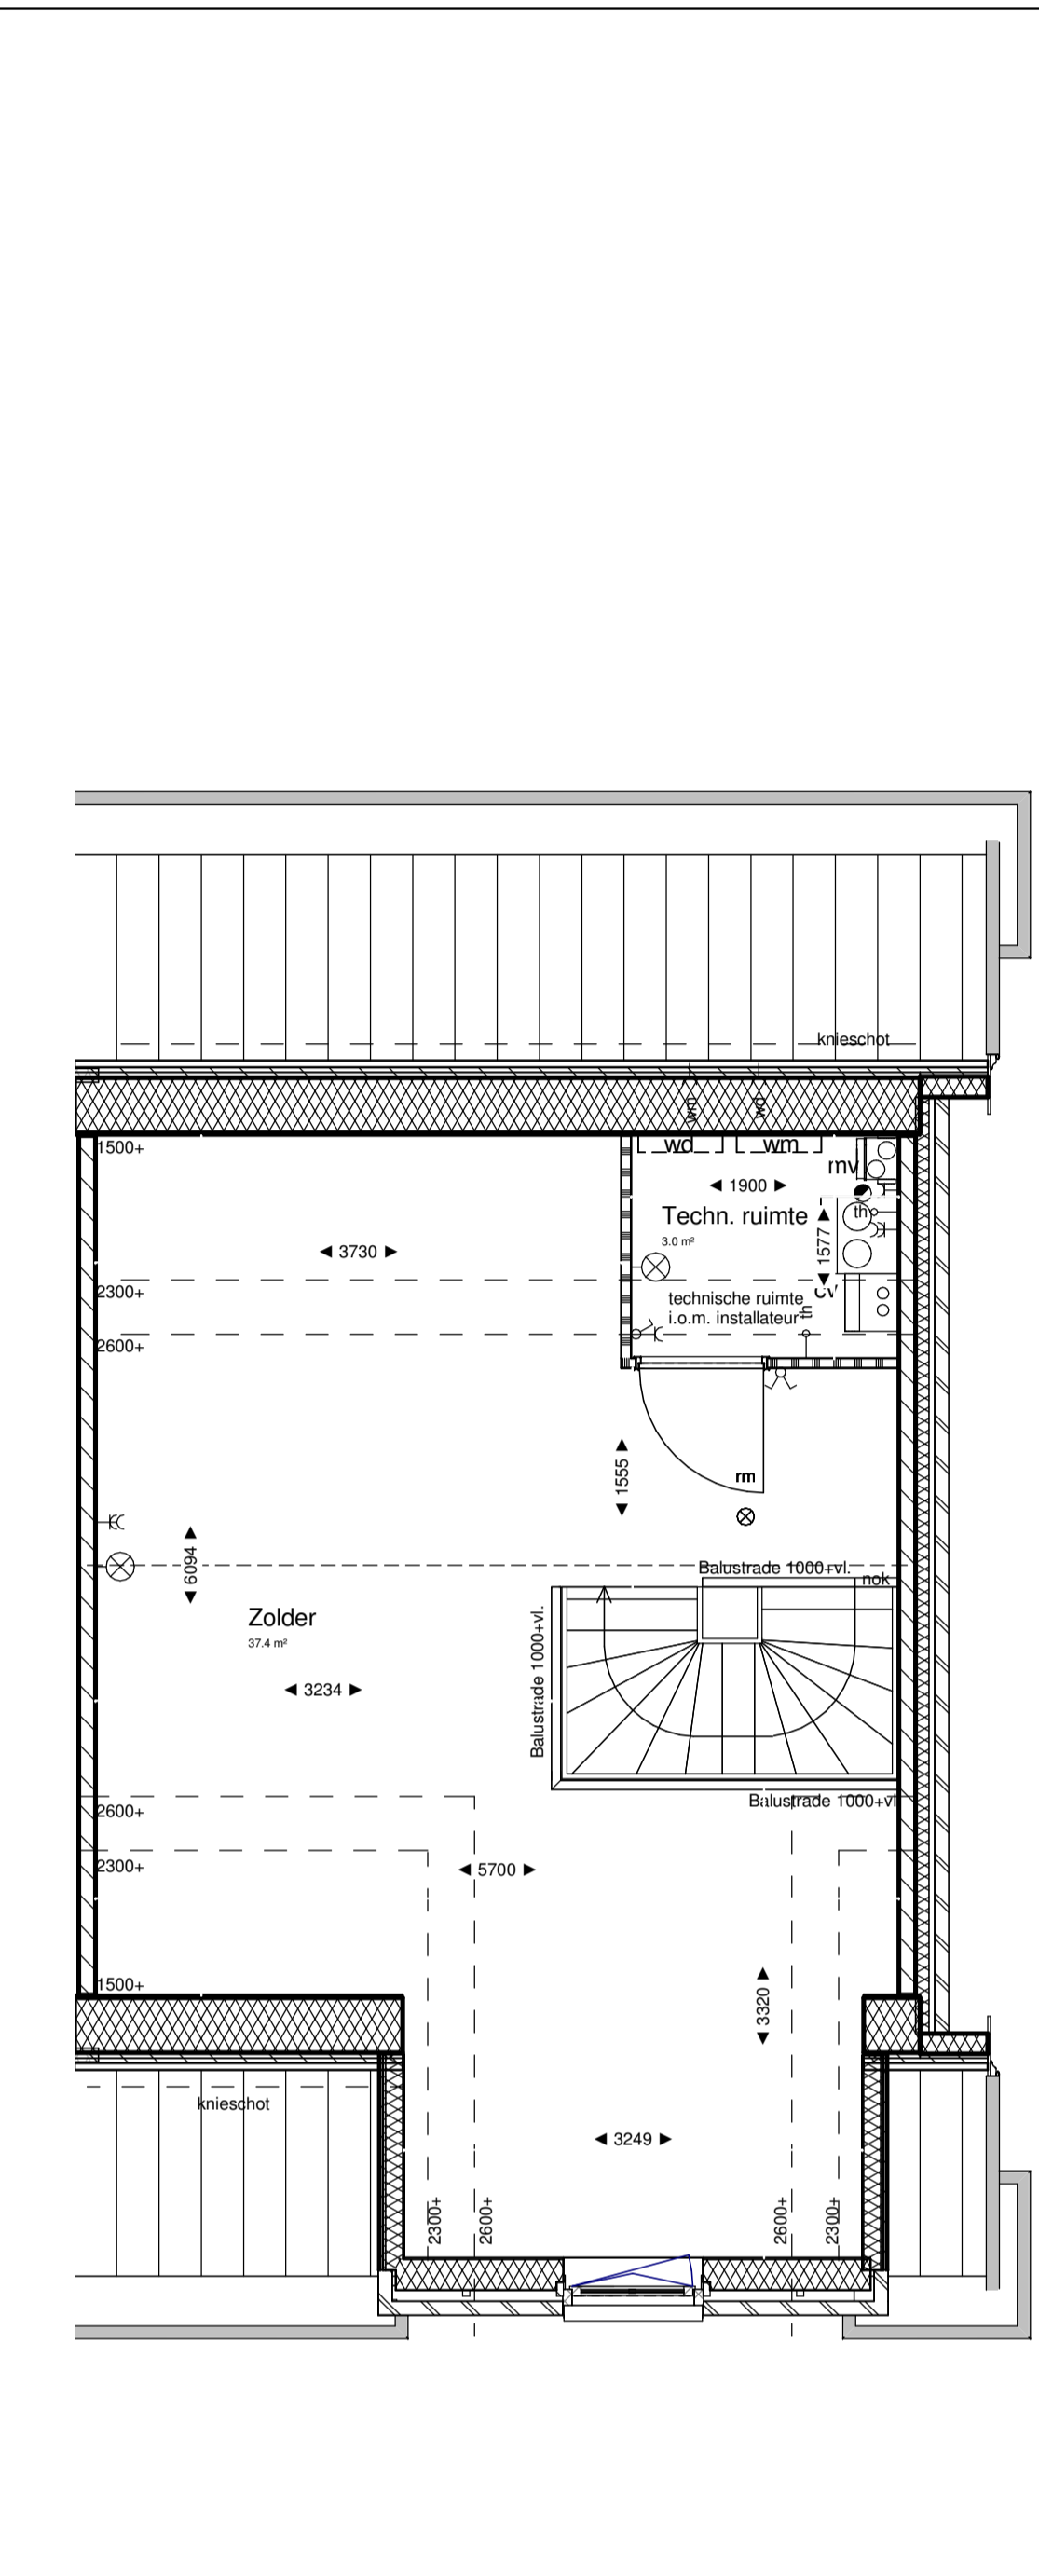 knieschot
wm
wd
1500+
wd
wm
mv
1900
Techn. ruimte
th
3.0 m²
1577
3730
2300+
cv
technische ruimte
th
i.o.m. installateur
2600+
1555
rm
6094
Balustrade 1000+vl.
nok
Zolder
37.4 m²
Balustrade 1000+vl.
3234
2600+
Balustrade 1000+vl
2300+
5700
1500+
3320
knieschot
3249
2300+
2600+
2600+
2300+